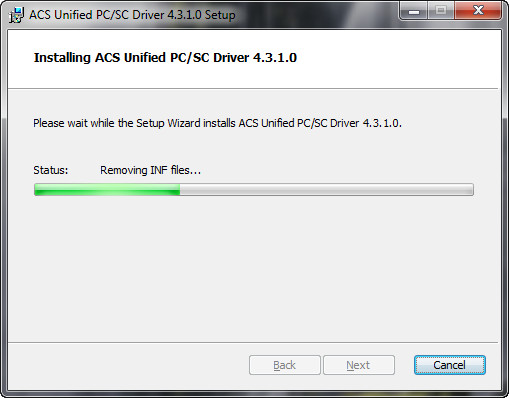 ACS Unified PC/SC Driver 4.3.1.0 Setup
Installing ACS Unified PC/SC Driver 4.3.1.0
Please wait while the Setup Wizard installs ACS Unified PC/SC Driver 4.3.1.0.
Status: Removing INF files...
Back Next Cancel